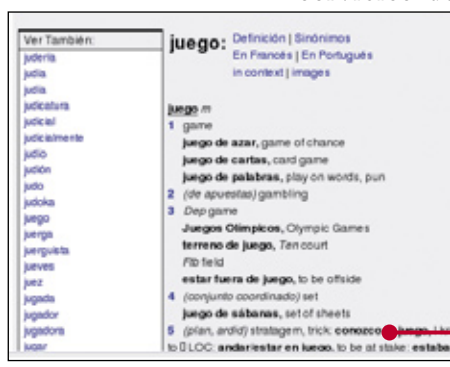 Ver También:
judería
judía
judía
judicatura
judicial
judicialmente
judío
judión
judo
judoka
juego
juerga
juerguista
jueves
juez
jugada
jugador
jugadora
jugar
juego: Definición | Sinónimos
En Francés | En Portugués
in context | images
juego m
1 game
juego de azar, game of chance
juego de cartas, card game
juego de palabras, play on words, pun
2 (de apuestas) gambling
3 Dep game
Juegos Olímpicos, Olympic Games
terreno de juego, Ten court
Ftb field
estar fuera de juego, to be offside
4 (conjunto coordinado) set
juego de sábanas, set of sheets
5 (plan, ardid) stratagem, trick: conozco juego, I
to LOC: andar/estar en juego, to be at stake: estaba